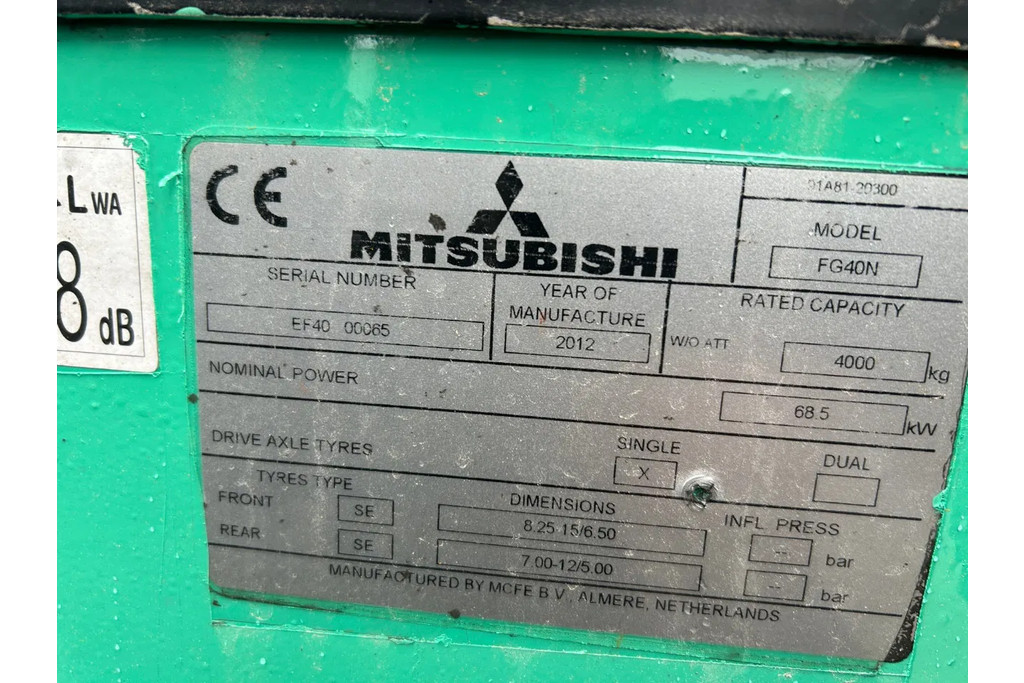 LWA
8 dB
CE
MITSUBISHI
91A81-20300
MODEL
FG40N
SERIAL NUMBER
EF40 00065
YEAR OF
MANUFACTURE
2012
RATED CAPACITY
W/O ATT
4000 kg
NOMINAL POWER
68.5 kW
DRIVE AXLE TYRES
SINGLE
X
DUAL
TYRES TYPE
DIMENSIONS
INFL PRESS
FRONT SE 8.25-15/6.50 -- bar
REAR SE 7.00-12/5.00 -- bar
MANUFACTURED BY MCFE B.V., ALMERE, NETHERLANDS